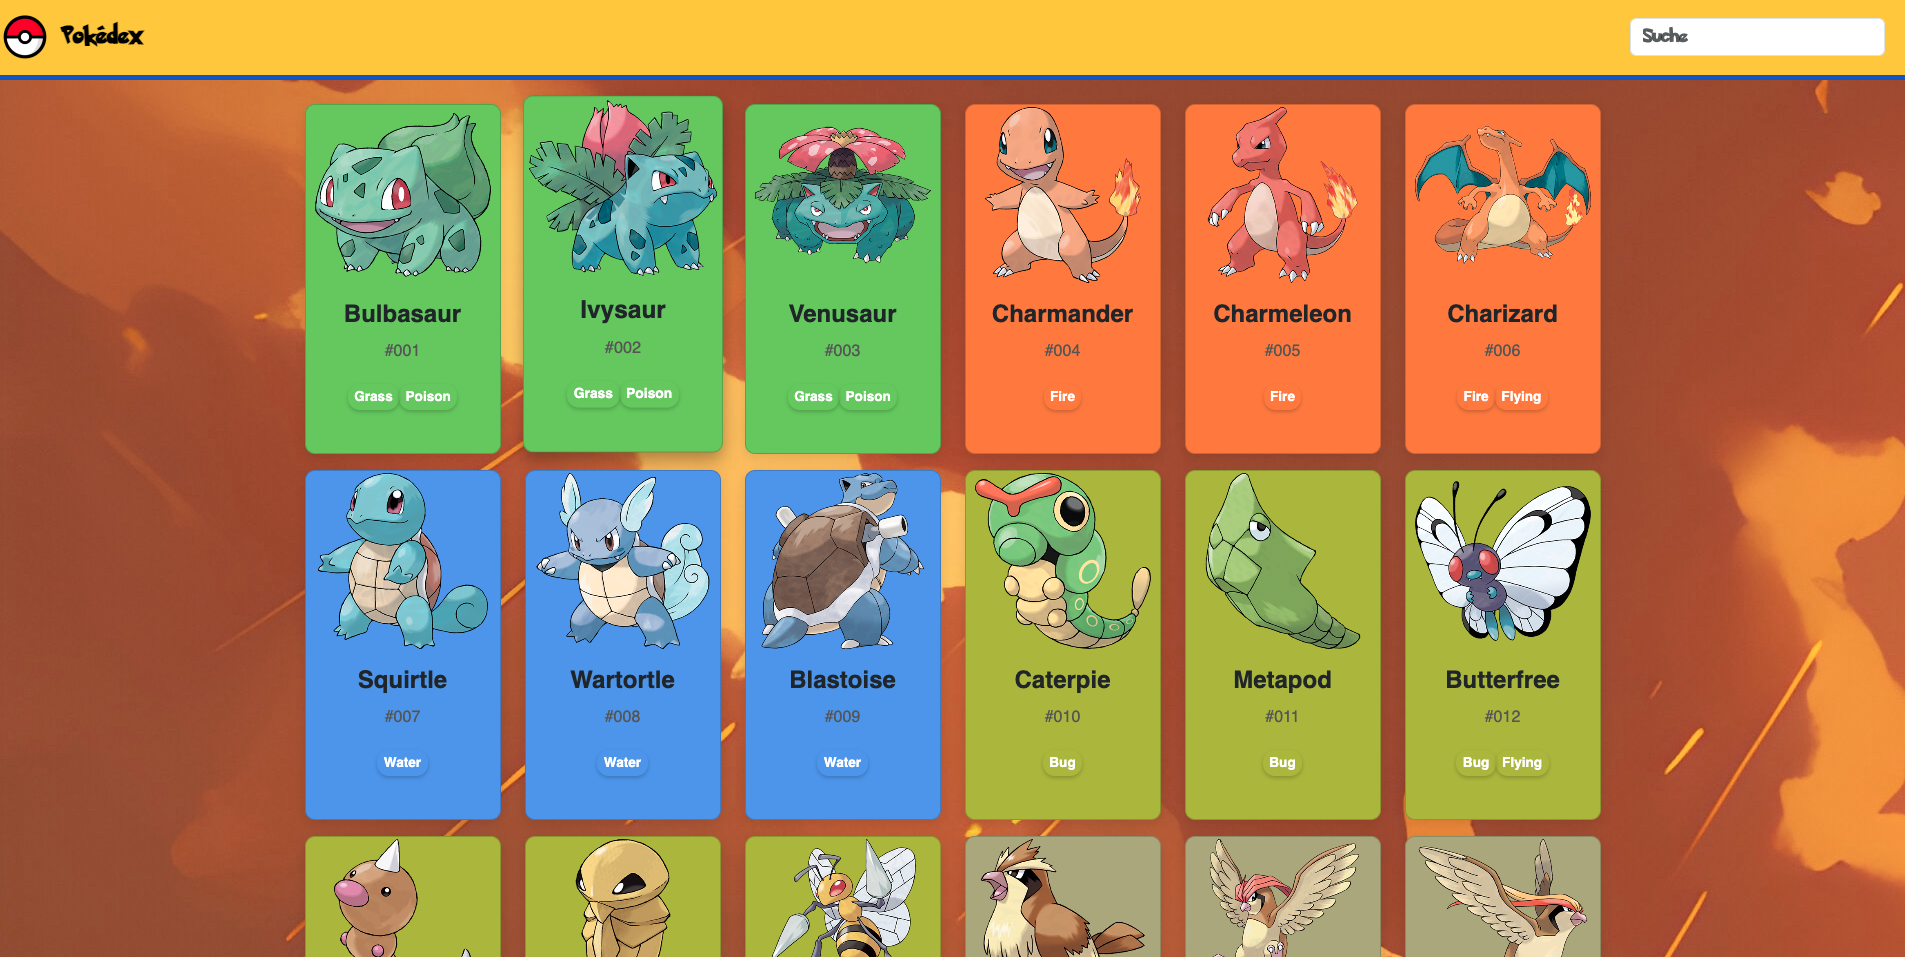 Pokédex
Suche
Bulbasaur
#001
Grass Poison
Ivysaur
#002
Grass Poison
Venusaur
#003
Grass Poison
Charmander
#004
Fire
Charmeleon
#005
Fire
Charizard
#006
Fire Flying
Squirtle
#007
Water
Wartortle
#008
Water
Blastoise
#009
Water
Caterpie
#010
Bug
Metapod
#011
Bug
Butterfree
#012
Bug Flying